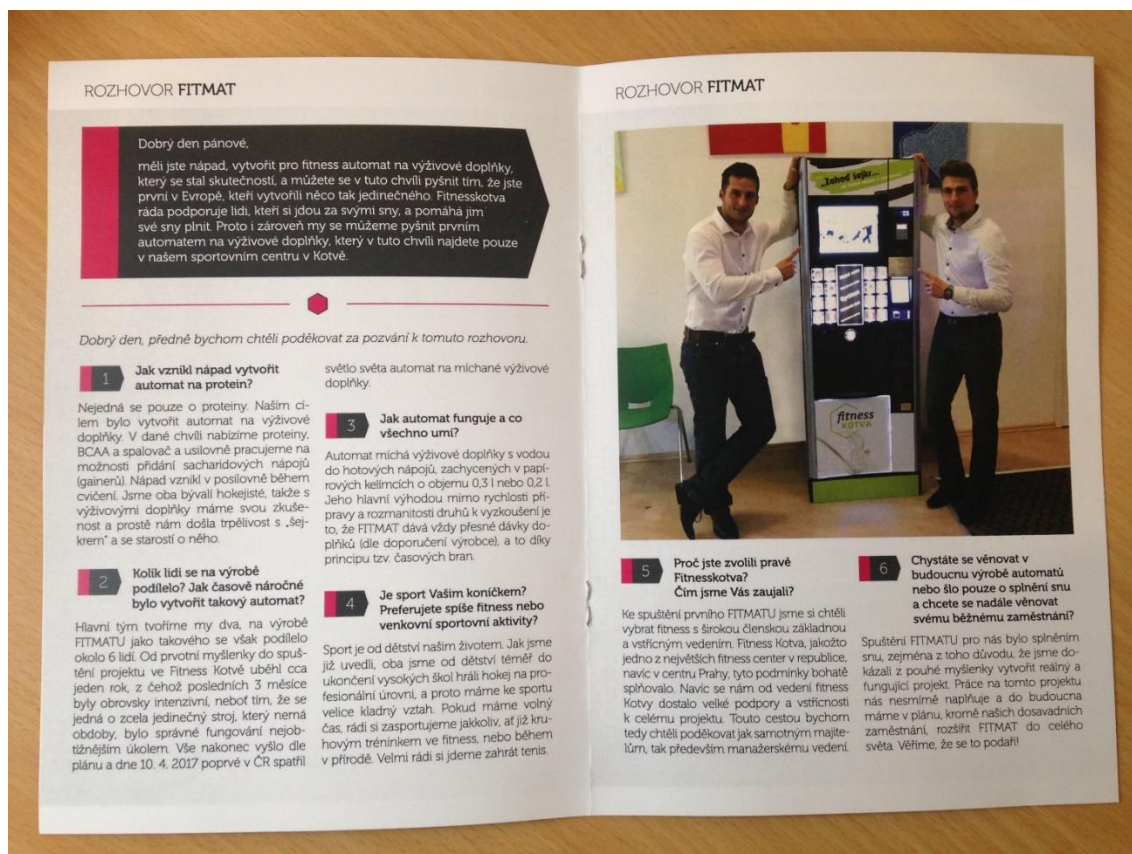 ROZHOVOR FITMAT
Dobrý den pánové,
měli jste nápad, vytvořit pro fitness automat na výživové doplňky,
který se stal skutečností, a můžete se v tuto chvíli pyšnit tím, že jste
první v Evropě, kteří vytvořili něco tak jedinečného. Fitnesskotva
ráda podporuje lidi, kteří si jdou za svými sny, a pomáhá jim
své sny plnit. Proto i zároveň my se můžeme pyšnit prvním
automatem na výživové doplňky, který v tuto chvíli najdete pouze
v našem sportovním centru v Kotvě.
Dobrý den, předně bychom chtěli poděkovat za pozvání k tomuto rozhovoru.
1
Jak vznikl nápad vytvořit
automat na protein?
Nejedná se pouze o proteiny. Naším cí-
lem bylo vytvořit automat na výživové
doplňky. V dané chvíli nabízíme proteiny,
BCAA a spalovač a usilovně pracujeme na
možnosti přidání sacharidových nápojů
(gainerů). Nápad vznikl v posilovně během
cvičení. Jsme oba bývalí hokejisté, takže s
výživovými doplňky máme svou zkuše-
nost a prostě nám došla trpělivost s „šej-
krem“ a se starostí o něho.
2
Kolik lidí se na výrobě
podílelo? Jak časově náročné
bylo vytvořit takový automat?
Hlavní tým tvoříme my dva, na výrobě
FITMATU jako takového se však podílelo
okolo 6 lidí. Od prvotní myšlenky do spuš-
tění projektu ve Fitness Kotvě uběhl cca
jeden rok, z čehož poslednich 3 měsíce
byly obrovsky intenzivní, neboť tím, že se
jedná o zcela jedinečný stroj, který nemá
obdoby, bylo správné fungování nejob-
tížnějším úkolem. Vše nakonec vyšlo dle
plánu a dne 10. 4. 2017 poprvé v ČR spatřil
světlo světa automat na míchané výživové
doplňky.
3
Jak automat funguje a co
všechno umí?
Automat míchá výživové doplňky s vodou
do hotových nápojů, zachycených v papí-
rových kelímcích o objemu 0,3 l nebo 0,2 l.
Jeho hlavní výhodou mimo rychlosti pří-
pravy a rozmanitosti druhů k vyzkoušení je
to, že FITMAT dává vždy přesné dávky do-
plňků (dle doporučení výrobce), a to díky
principu tzv. časových bran.
4
Je sport Vašim koníčkem?
Preferujete spíše fitness nebo
venkovní sportovní aktivity?
Sport je od dětství naším životem. Jak jsme
již uvedli, oba jsme od dětství téměř do
ukončení vysokých škol hráli hokej na pro-
fesionální úrovni, a proto máme ke sportu
velice kladný vztah. Pokud máme volný
čas, rádi si zasportujeme jakkoliv, ať již kru-
hovým tréninkem ve fitness, nebo během
v přírodě. Velmi rádi si jdeme zahrát tenis.
ROZHOVOR FITMAT
fitness
KOTVA
5
Proč jste zvolili pravě
Fitnesskotva?
Čím jsme Vás zaujali?
Ke spuštění prvního FITMATU jsme si chtěli
vybrat fitness s širokou členskou základnou
a vstřícným vedením. Fitness Kotva, jakožto
jedno z největších fitness center v republice,
navíc v centru Prahy, tyto podmínky bohatě
splňovalo. Navíc se nám od vedení fitness
Kotvy dostalo velké podpory a vstřícnosti
k celému projektu. Touto cestou bychom
tedy chtěli poděkovat jak samotným majite-
lům, tak především manažerskému vedení.
6
Chystáte se věnovat v
budoucnu výrobě automatů
nebo šlo pouze o splnění snu
a chcete se nadále věnovat
svému běžnému zaměstnání?
Spuštění FITMATU pro nás bylo splněním
snu, zejména z toho důvodu, že jsme do-
kázali z pouhé myšlenky vytvořit reálný a
fungující projekt. Práce na tomto projektu
nás nesmírně naplňuje a do budoucna
máme v plánu, kromě našich dosavadních
zaměstnání, rozšířit FITMAT do celého
světa. Věříme, že se to podaří!